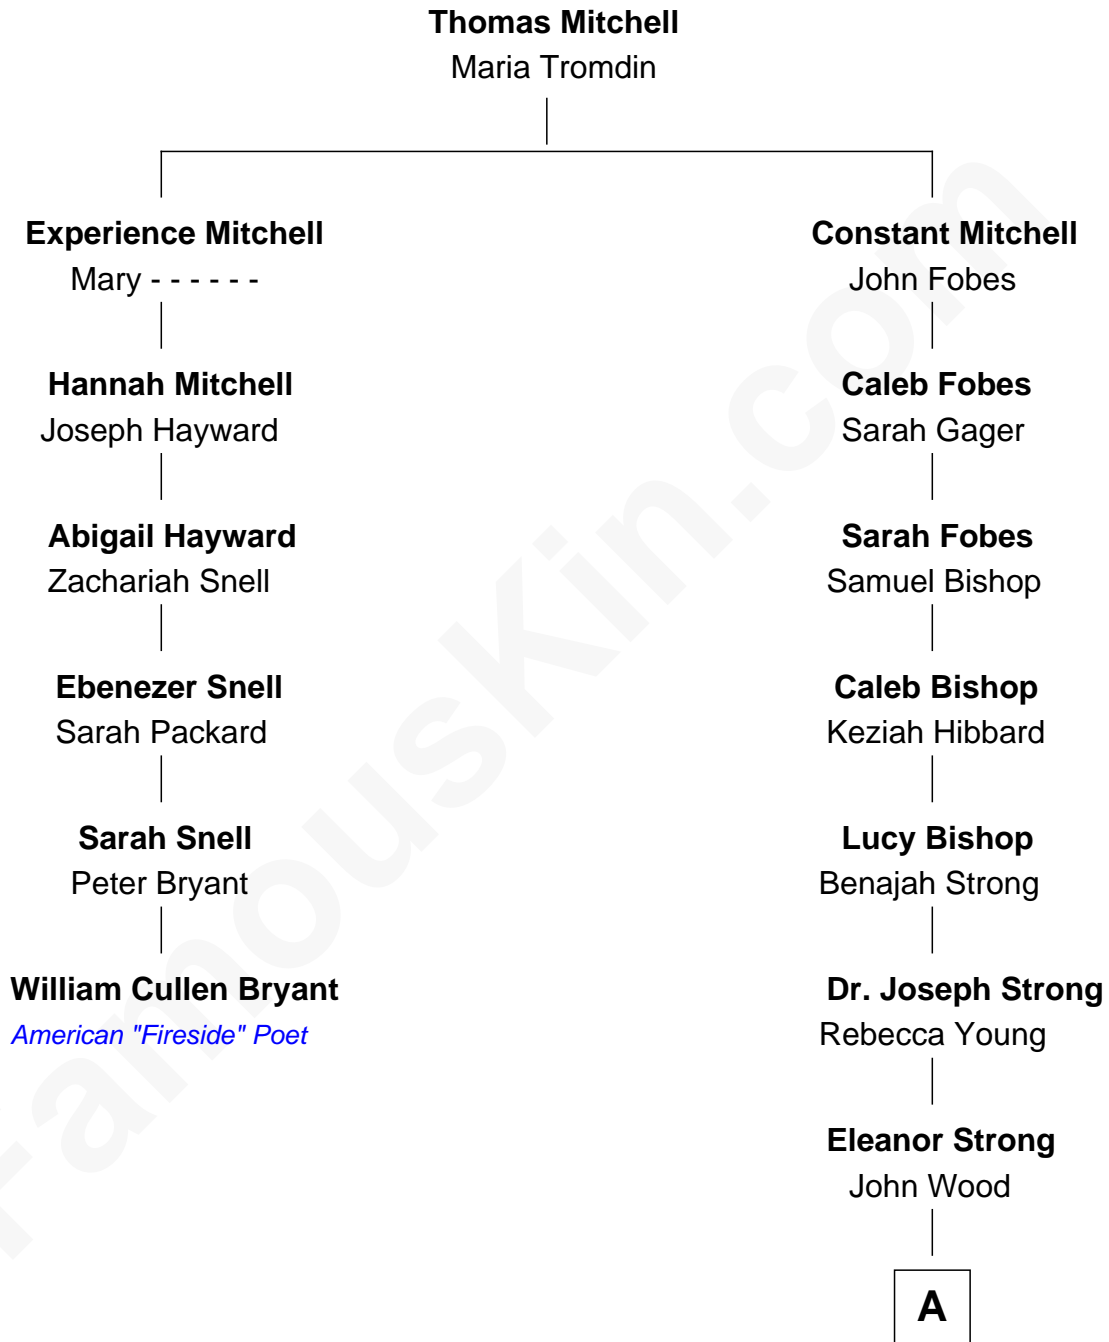 Thomas Mitchell
Maria Tromdin
Experience Mitchell
Mary - - - - - -
Constant Mitchell
John Fobes
Hannah Mitchell
Joseph Hayward
Caleb Fobes
Sarah Gager
Abigail Hayward
Zachariah Snell
Sarah Fobes
Samuel Bishop
Ebenezer Snell
Sarah Packard
Caleb Bishop
Keziah Hibbard
Sarah Snell
Peter Bryant
Lucy Bishop
Benajah Strong
William Cullen Bryant
American "Fireside" Poet
Dr. Joseph Strong
Rebecca Young
Eleanor Strong
John Wood
A
FamousKin.com